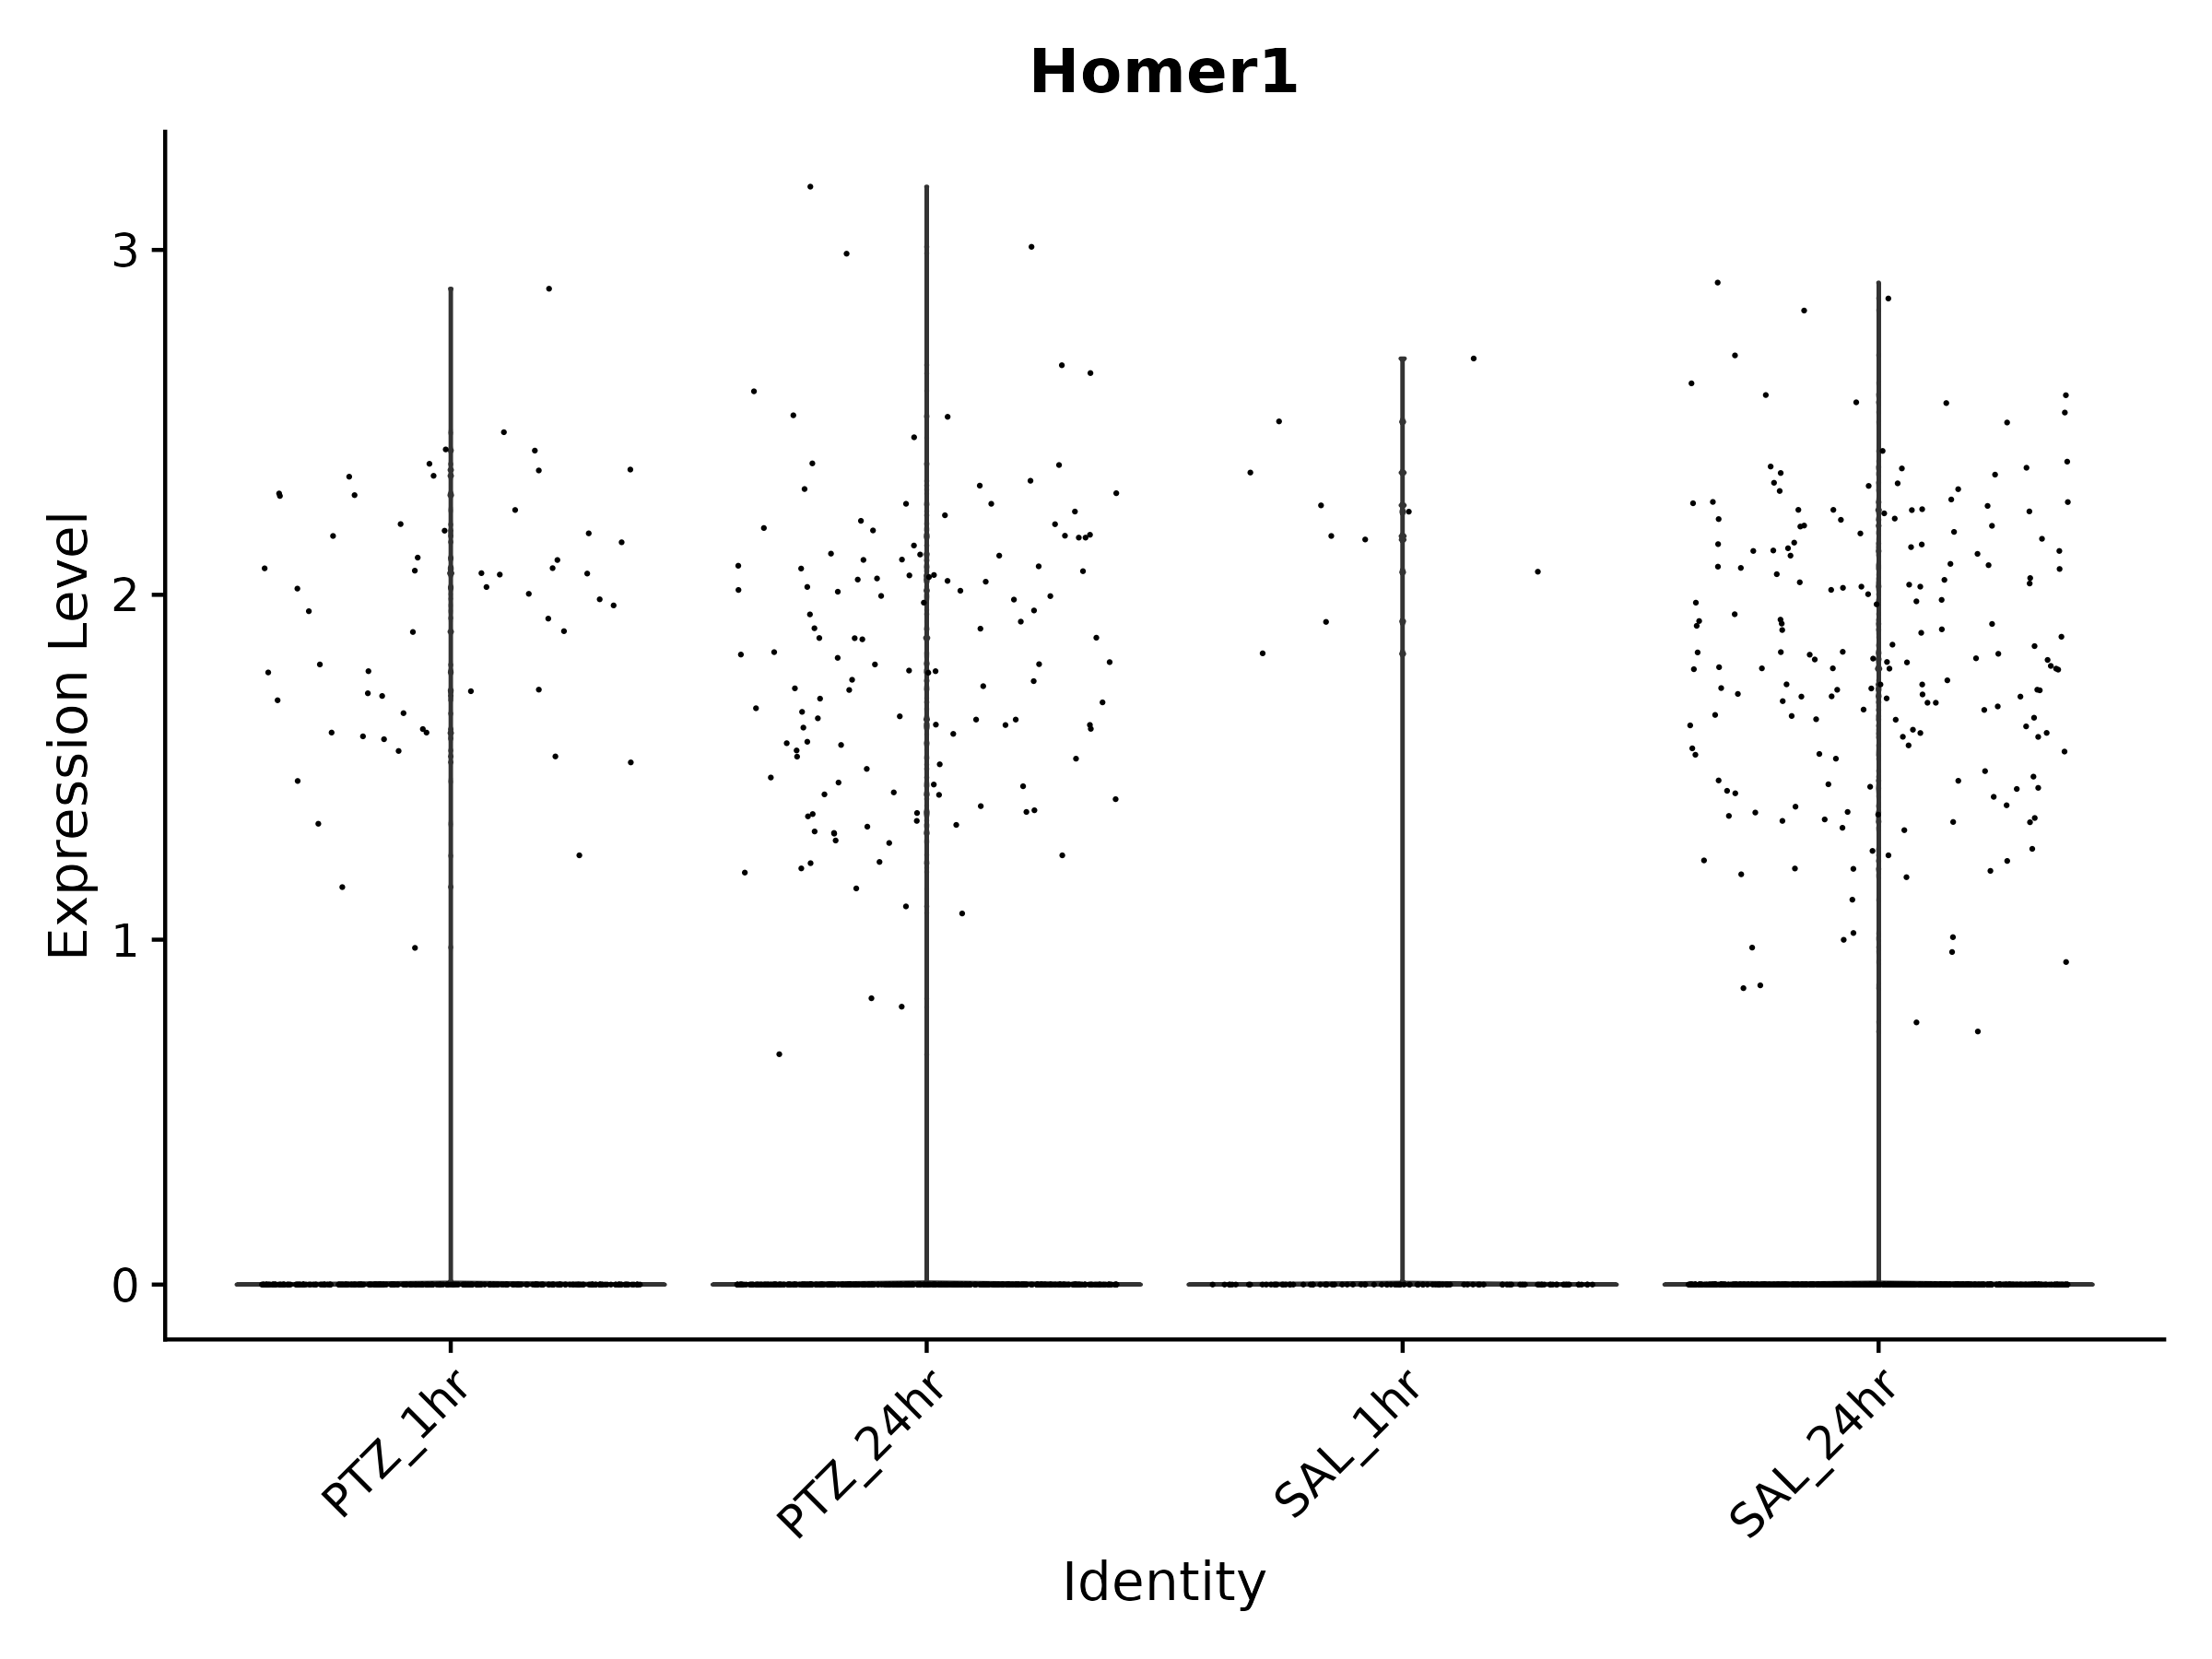 Homer1
Expression Level
3
2
1
0
PTZ_1hr
PTZ_24hr
SAL_1hr
SAL_24hr
Identity